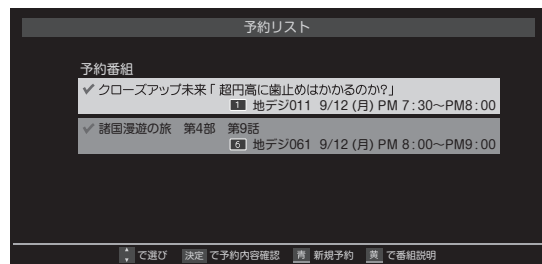 予約リスト
予約番組
クローズアップ未来「超円高に歯止めはかかるのか?」
1 地デジ011 9/12(月) PM 7:30〜PM8:00
諸国漫遊の旅 第4部 第9話
6 地デジ061 9/12(月) PM 8:00〜PM9:00
で選び 決定 で予約内容確認 青 新規予約 黄 で番組説明